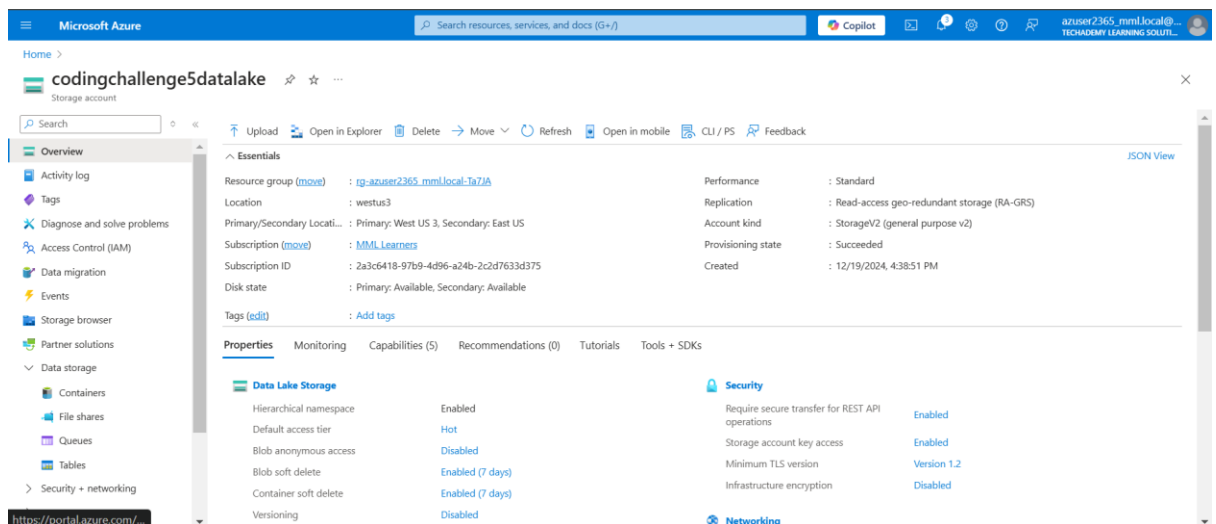 Microsoft Azure
Search resources, services, and docs (G+/)
Copilot
3
azuser2365_mml.local@...
TECHADEMY LEARNING SOLUTI...
Home >
codingchallenge5datalake
Storage account
Search
Upload Open in Explorer Delete Move Refresh Open in mobile CLI / PS Feedback
Overview
Activity log
Tags
Diagnose and solve problems
Access Control (IAM)
Data migration
Events
Storage browser
Partner solutions
Data storage
Containers
File shares
Queues
Tables
Security + networking
https://portal.azure.com/...
Essentials
JSON View
Resource group (move) : rg-azuser2365_mml.local-Ta7JA
Location : westus3
Primary/Secondary Locati... : Primary: West US 3, Secondary: East US
Subscription (move) : MML Learners
Subscription ID : 2a3c6418-97b9-4d96-a24b-2c2d7633d375
Disk state : Primary: Available, Secondary: Available
Tags (edit) : Add tags
Performance : Standard
Replication : Read-access geo-redundant storage (RA-GRS)
Account kind : StorageV2 (general purpose v2)
Provisioning state : Succeeded
Created : 12/19/2024, 4:38:51 PM
Properties Monitoring Capabilities (5) Recommendations (0) Tutorials Tools + SDKs
Data Lake Storage
Hierarchical namespace Enabled
Default access tier Hot
Blob anonymous access Disabled
Blob soft delete Enabled (7 days)
Container soft delete Enabled (7 days)
Versioning Disabled
Security
Require secure transfer for REST API
operations Enabled
Storage account key access Enabled
Minimum TLS version Version 1.2
Infrastructure encryption Disabled
Networking